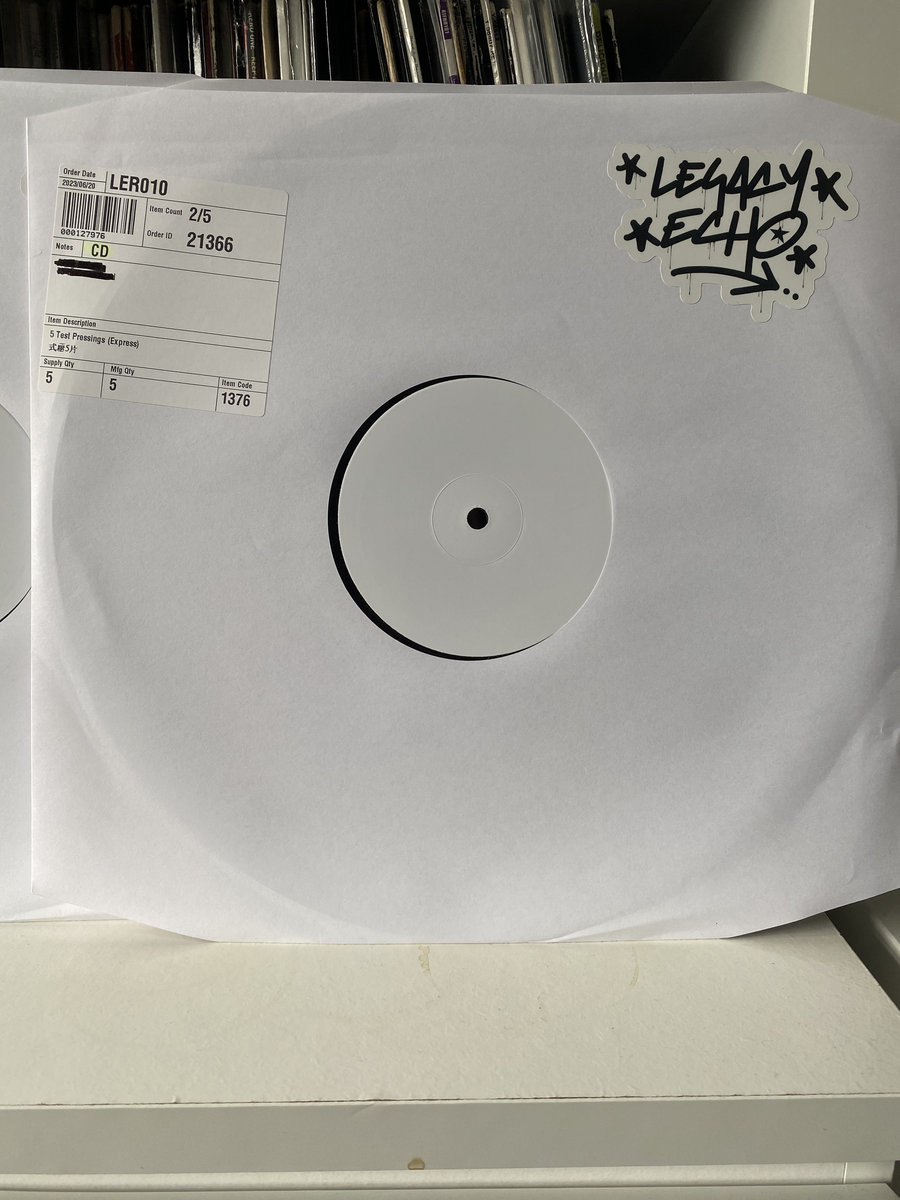 Order Date
2023/06/20
LER010
000127976
Item Count 2/5
Order ID 21366
Notes CD
Item Description
5 Test Pressings (Express)
式廠5片
Supply Qty
5
Mfg Qty
5
Item Code
1376
LEGACY
ECHO